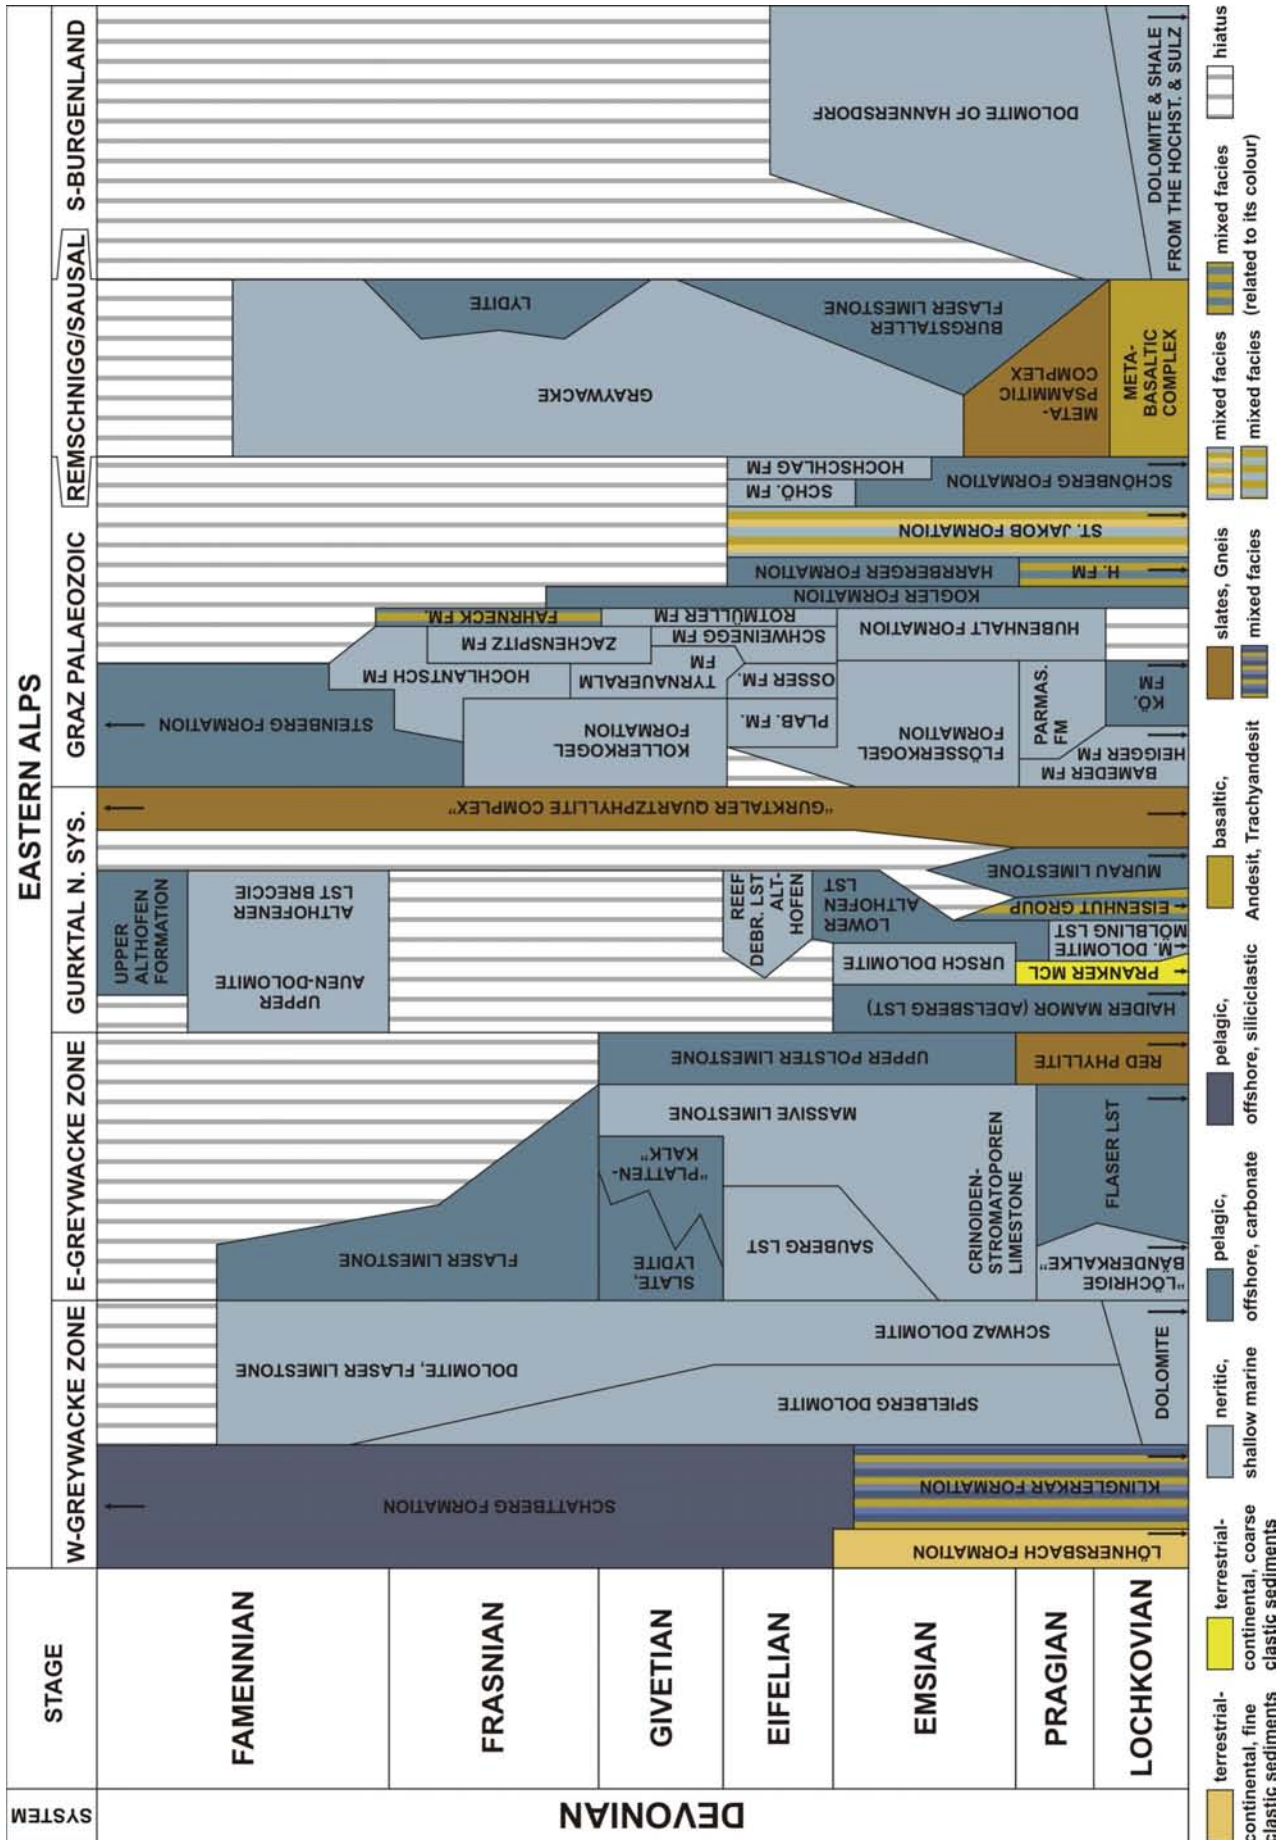 EASTERN ALPS
SYSTEM
STAGE
W-GREYWACKE ZONE
E-GREYWACKE ZONE
GURKTAL N. SYS.
GRAZ PALAEOZOIC
REMSCHNIGG/SAUSAL
S-BURGENLAND
DEVONIAN
FAMENNIAN
FRASNIAN
GIVETIAN
EIFELIAN
EMSIAN
PRAGIAN
LOCHKOVIAN
SCHATTBERG FORMATION
KLINGLERKAR FORMATION
LÖHNERSBACH FORMATION
DOLOMITE, FLASER LIMESTONE
SCHWAZ DOLOMITE
SPIELBERG DOLOMITE
DOLOMITE
FLASER LIMESTONE
SLATE,
LYDITE
"PLATTEN-
KALK"
MASSIVE LIMESTONE
SAUBERG LST
CRINOIDEN-
STROMATOPOREN
LIMESTONE
"LÖCHRIGE
BÄNDERKALKE"
FLASER LST
UPPER POLSTER LIMESTONE
RED PHYLLITE
UPPER
ALTHOFEN
FORMATION
UPPER
AUEN-DOLOMITE
ALTHOFENER
LST BRECCIE
REEF
DEBR. LST
ALT-
HOFEN
LOWER
ALTHOFEN
LST
URSCH DOLOMITE
HAIDER MAMOR (ADELSBERG LST)
PRANKER MCL
M. DOLOMITE
MÖLBLING LST
EISENHUT GROUP
MURAU LIMESTONE
"GURKTALER QUARTZPHYLLITE COMPLEX"
STEINBERG FORMATION
HOCHLANTSCH FM
KOLLERKOGEL
FORMATION
ZACHENSPITZ FM
FAHRNECK FM.
TYRNAUERALM
FM
SCHWEINEGG FM
ROTMÜLLER FM
OSSER FM.
PLAB. FM.
FLÖSSERKOGEL
FORMATION
HUBENHALT FORMATION
PARMAS.
FM
KÖ.
FM
BAMEDER FM
HEIGGER FM
KOGLER FORMATION
HARRBERGER FORMATION
H. FM
ST. JAKOB FORMATION
SCHÖ. FM
HOCHSCHLAG FM
SCHÖNBERG FORMATION
GRAYWACKE
LYDITE
BURGSTALLER
FLASER LIMESTONE
META-
PSAMMITIC
COMPLEX
META-
BASALTIC
COMPLEX
DOLOMITE OF HANNERSDORF
DOLOMITE & SHALE
FROM THE HOCHST. & SULZ
terrestrial-
continental, fine
clastic sediments
terrestrial-
continental, coarse
clastic sediments
neritic,
shallow marine
pelagic,
offshore, carbonate
pelagic,
offshore, siliciclastic
basaltic,
Andesit, Trachyandesit
slates, Gneis
mixed facies
mixed facies
mixed facies
mixed facies
(related to its colour)
hiatus